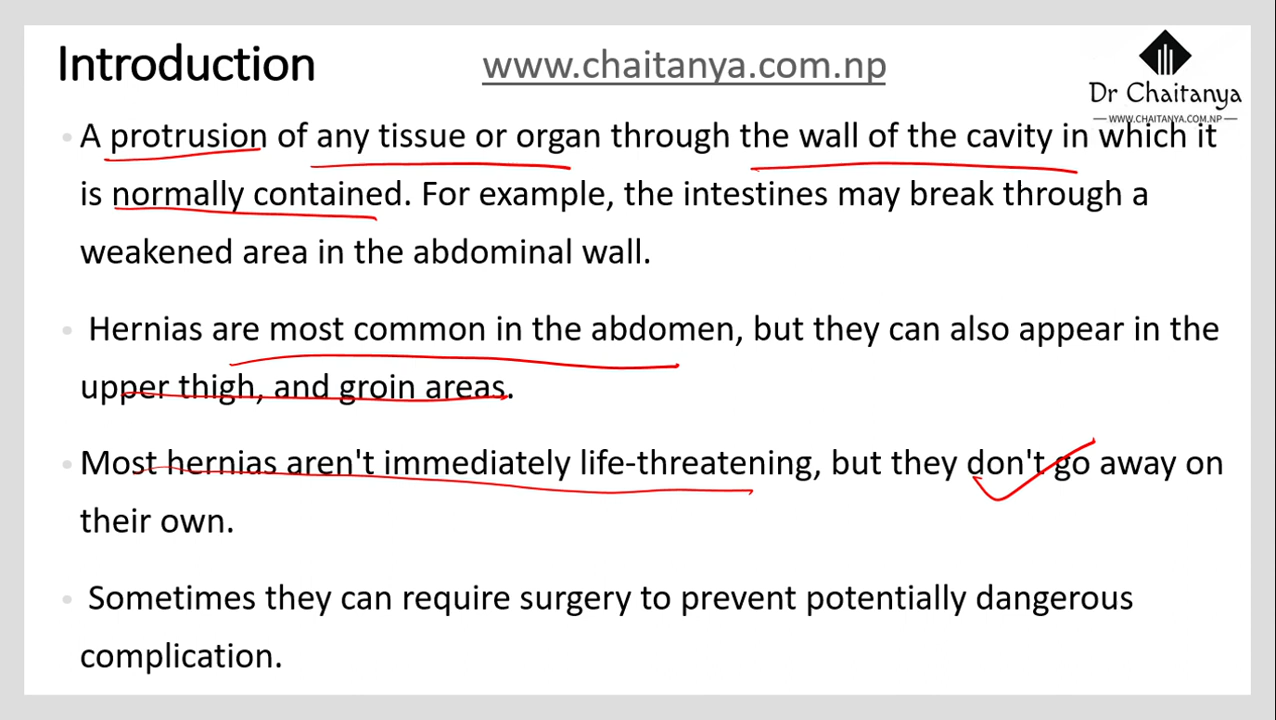 Introduction
www.chaitanya.com.np
Dr Chaitanya
— WWW.CHAITANYA.COM.NP —
• A protrusion of any tissue or organ through the wall of the cavity in which it
is normally contained. For example, the intestines may break through a
weakened area in the abdominal wall.
• Hernias are most common in the abdomen, but they can also appear in the
upper thigh, and groin areas.
• Most hernias aren't immediately life-threatening, but they don't go away on
their own.
• Sometimes they can require surgery to prevent potentially dangerous
complication.